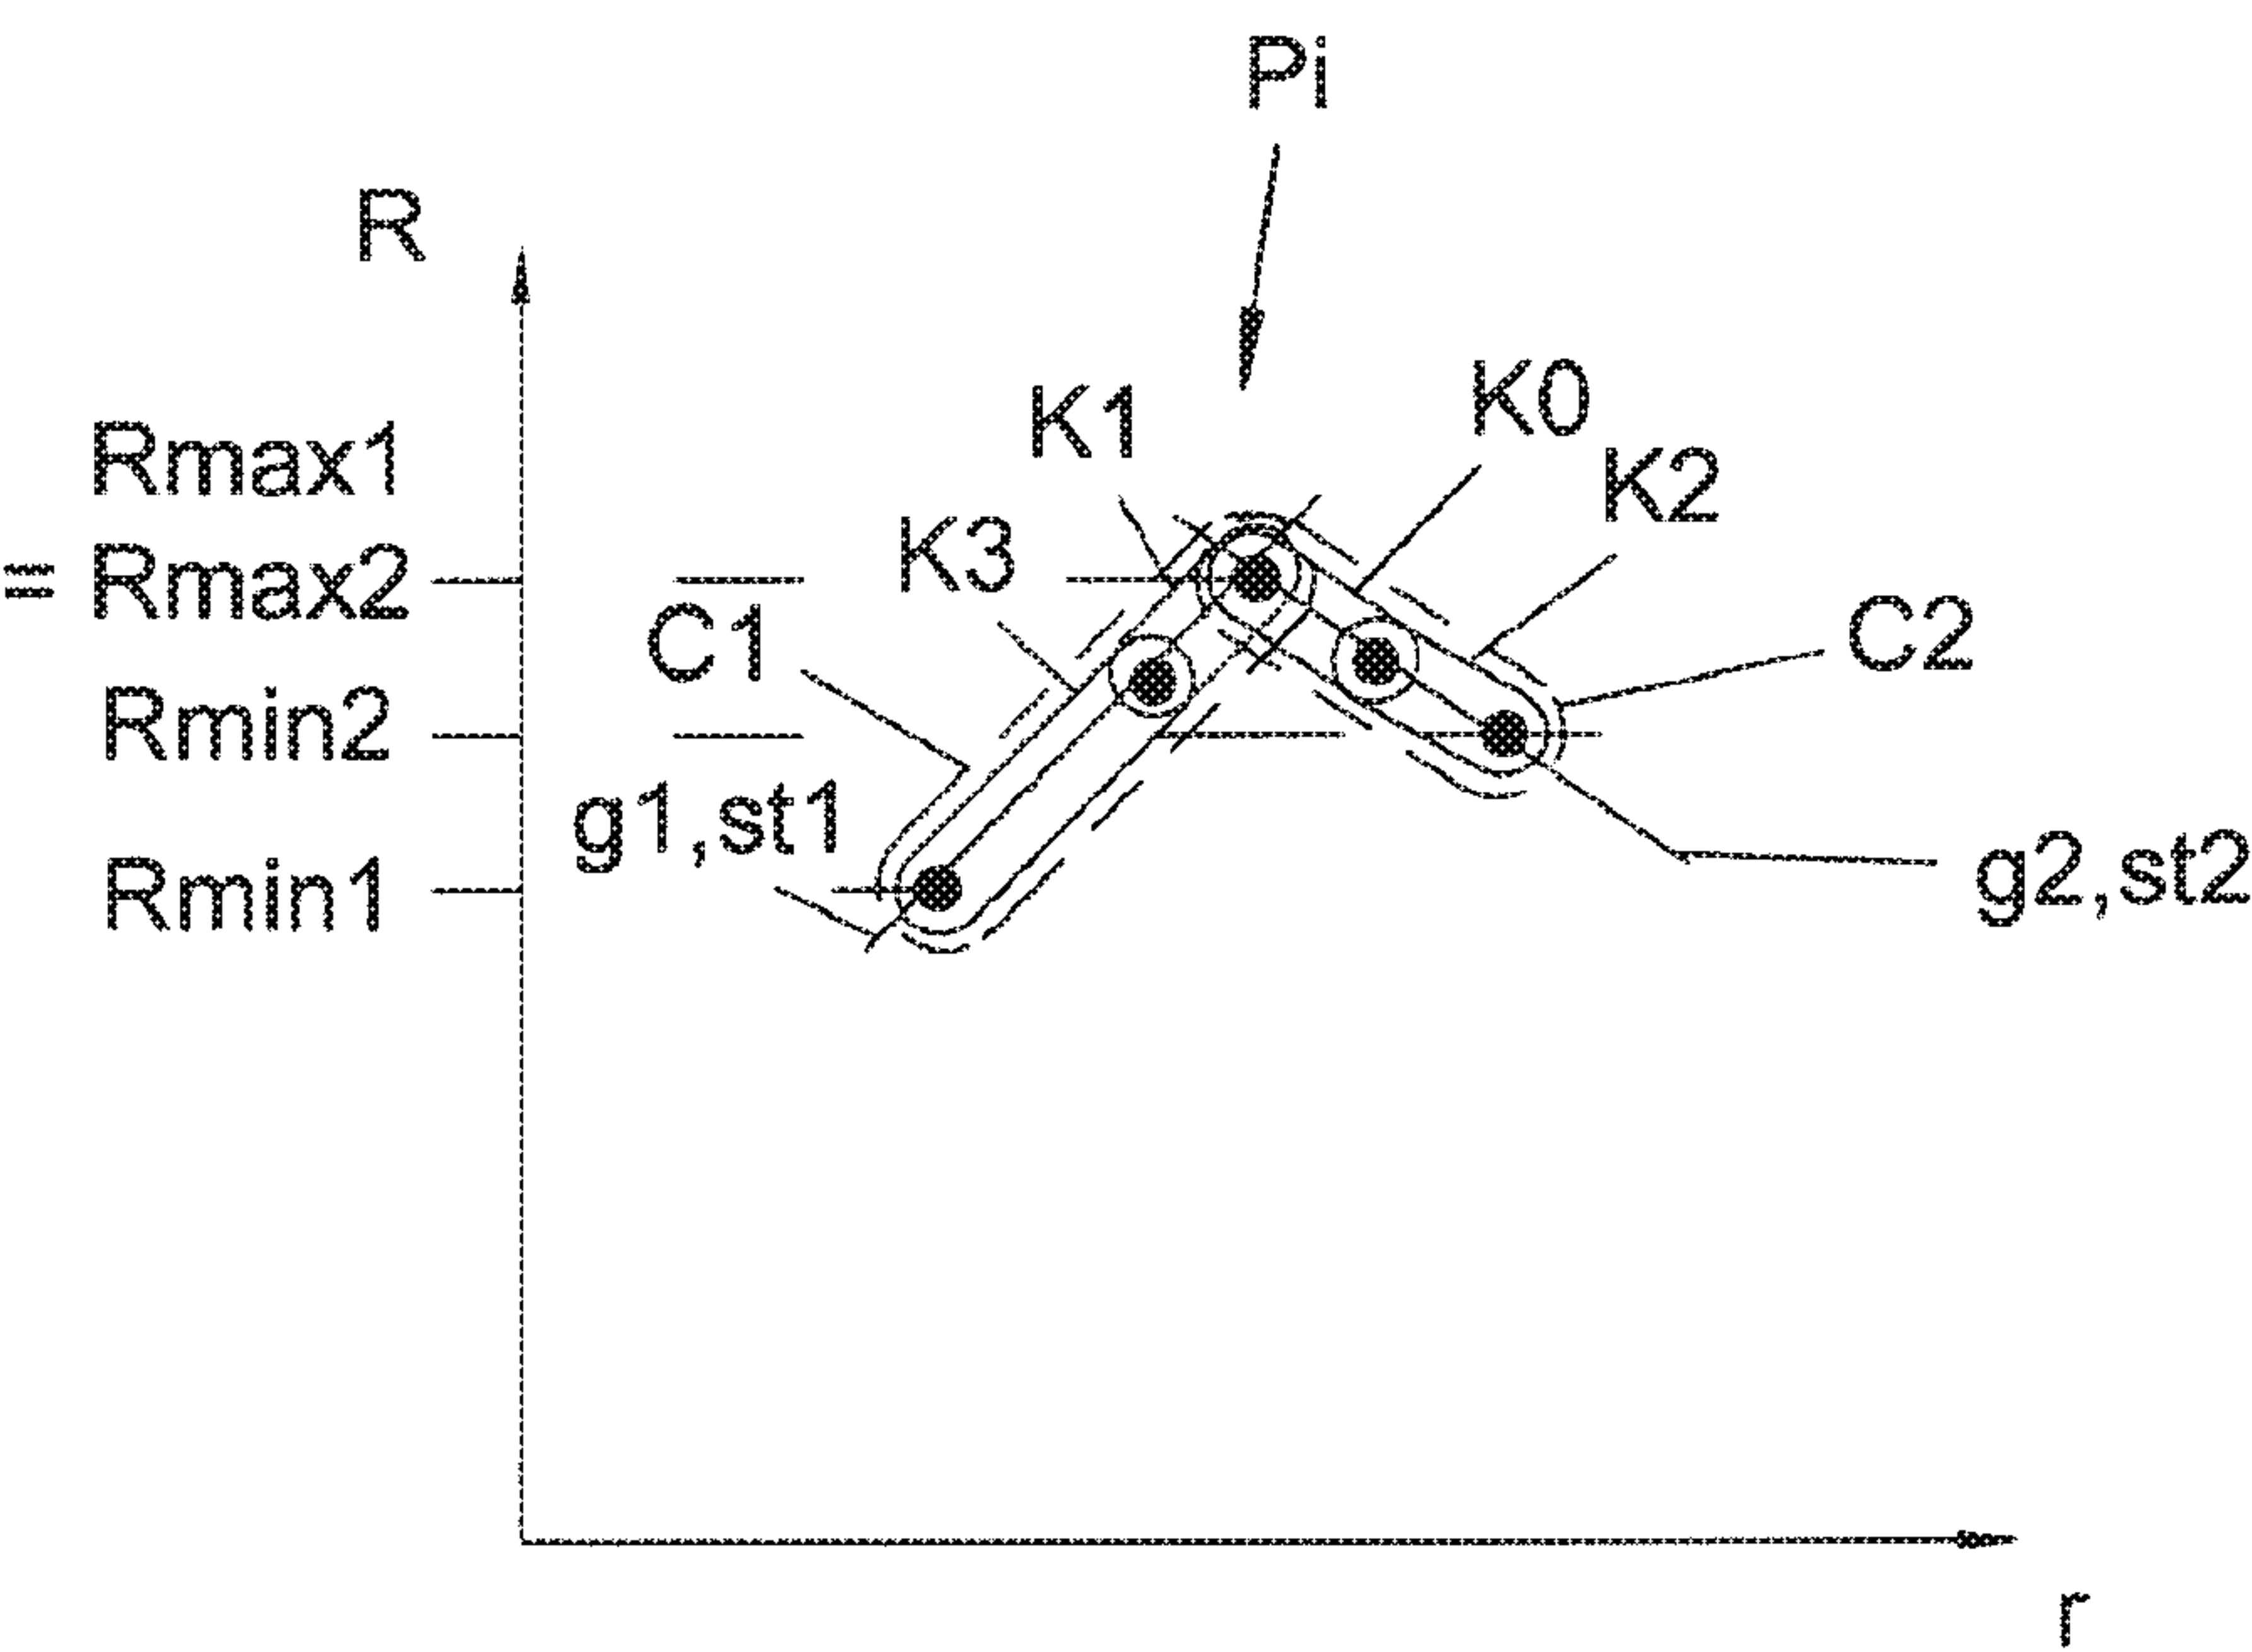 Pi
R
K0
K1
Rmax1
K2
K3
= Rmax2
C1
C2
Rmin2
g1,st1
Rmin1
g2,st2
r